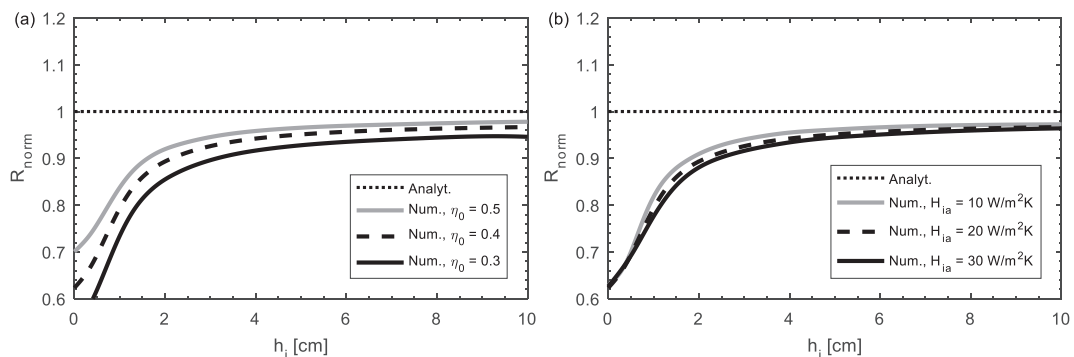 (a)
1.2
1.1
1
0.9
0.8
0.7
0.6
R_norm
0 2 4 6 8 10
h_i [cm]
Analyt.
Num., η_0 = 0.5
Num., η_0 = 0.4
Num., η_0 = 0.3
(b)
1.2
1.1
1
0.9
0.8
0.7
0.6
R_norm
0 2 4 6 8 10
h_i [cm]
Analyt.
Num., H_ia = 10 W/m²K
Num., H_ia = 20 W/m²K
Num., H_ia = 30 W/m²K